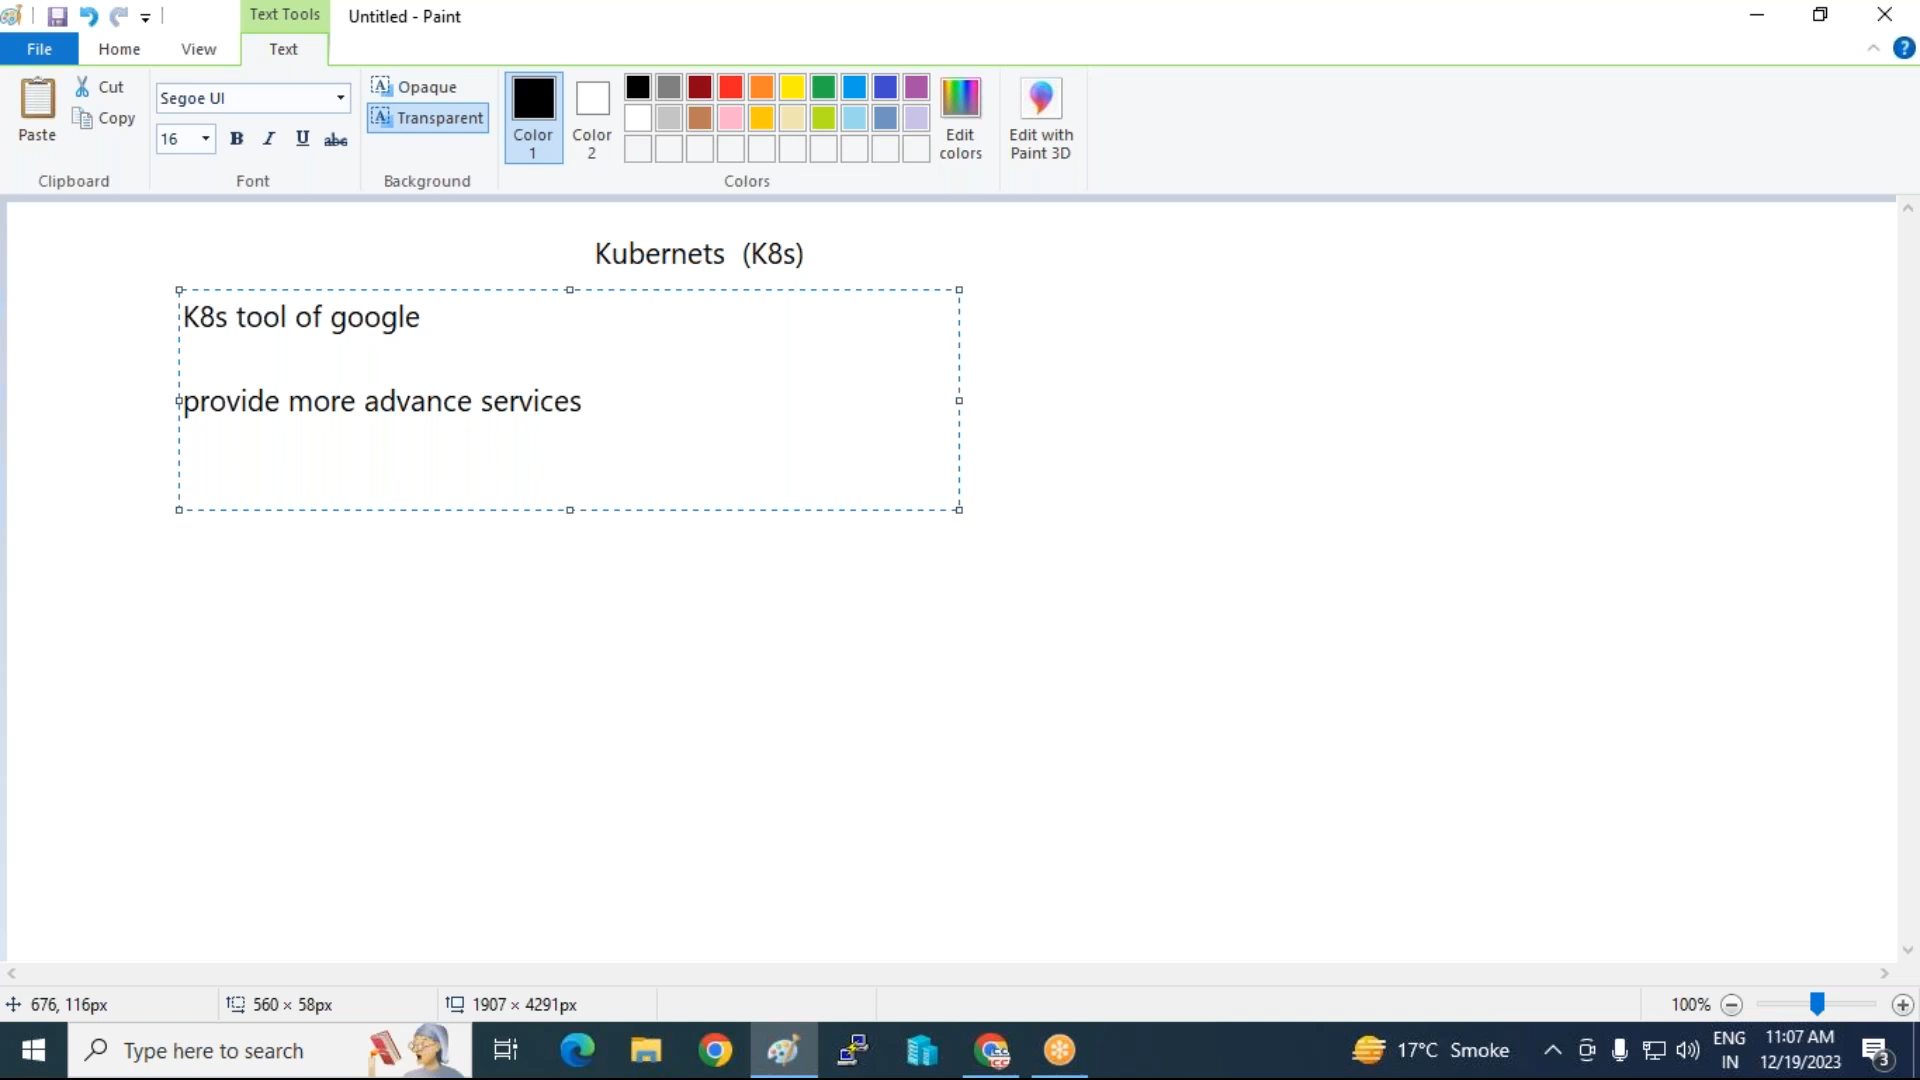 Text Tools
Untitled - Paint
File
Home
View
Text
Paste
Cut
Copy
Clipboard
Segoe UI
16
B
I
U
abc
Font
Opaque
Transparent
Background
Color 1
Color 2
Edit colors
Colors
Edit with Paint 3D
Kubernets (K8s)
K8s tool of google
provide more advance services
676, 116px
560 × 58px
1907 × 4291px
100%
Type here to search
17°C Smoke
ENG
IN
11:07 AM
12/19/2023
3